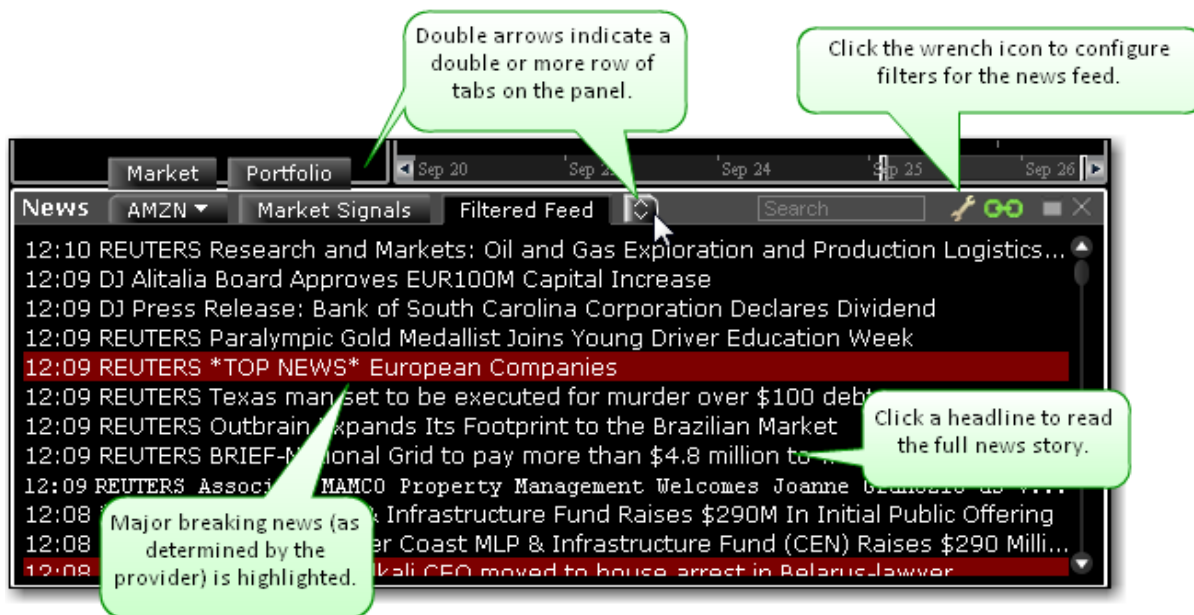 Double arrows indicate a
double or more row of
tabs on the panel.
Click the wrench icon to configure
filters for the news feed.
Market Portfolio Sep 20 Sep Sep 24 Sep 25 Sep 26
News AMZN Market Signals Filtered Feed Search
12:10 REUTERS Research and Markets: Oil and Gas Exploration and Production Logistics...
12:09 DJ Alitalia Board Approves EUR100M Capital Increase
12:09 DJ Press Release: Bank of South Carolina Corporation Declares Dividend
12:09 REUTERS Paralympic Gold Medallist Joins Young Driver Education Week
12:09 REUTERS *TOP NEWS* European Companies
12:09 REUTERS Texas man set to be executed for murder over $100 debt
12:09 REUTERS Outbrain Expands Its Footprint to the Brazilian Market
12:09 REUTERS BRIEF-National Grid to pay more than $4.8 million to
12:09 REUTERS MAMCO Property Management Welcomes Joanne
12:08 & Infrastructure Fund Raises $290M In Initial Public Offering
12:08 Coast MLP & Infrastructure Fund (CEN) Raises $290 Milli...
12:08 CEO moved to house arrest in Belarus-lawyer
Click a headline to read
the full news story.
Major breaking news (as
determined by the
provider) is highlighted.